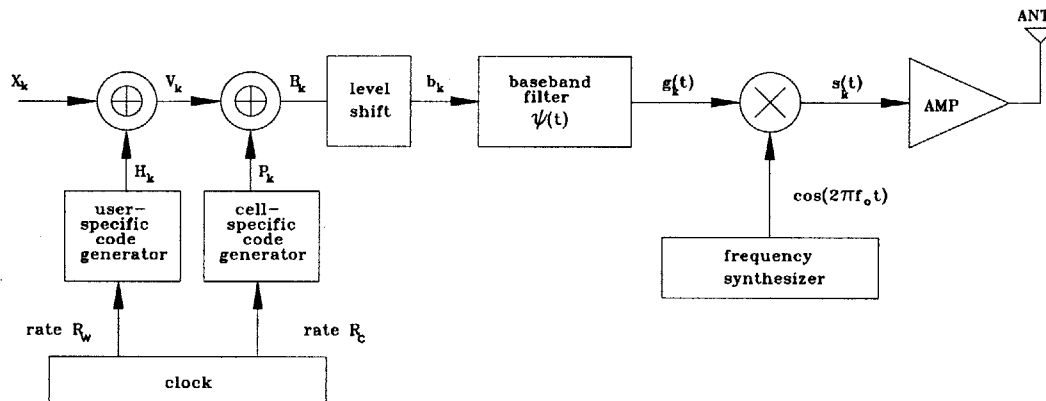 ANT
X_k
V_k
B_k
level
shift
b_k
baseband
filter
ψ(t)
g_k(t)
s_k(t)
AMP
H_k
P_k
user-
specific
code
generator
cell-
specific
code
generator
cos(2πf_o t)
frequency
synthesizer
rate R_w
rate R_c
clock